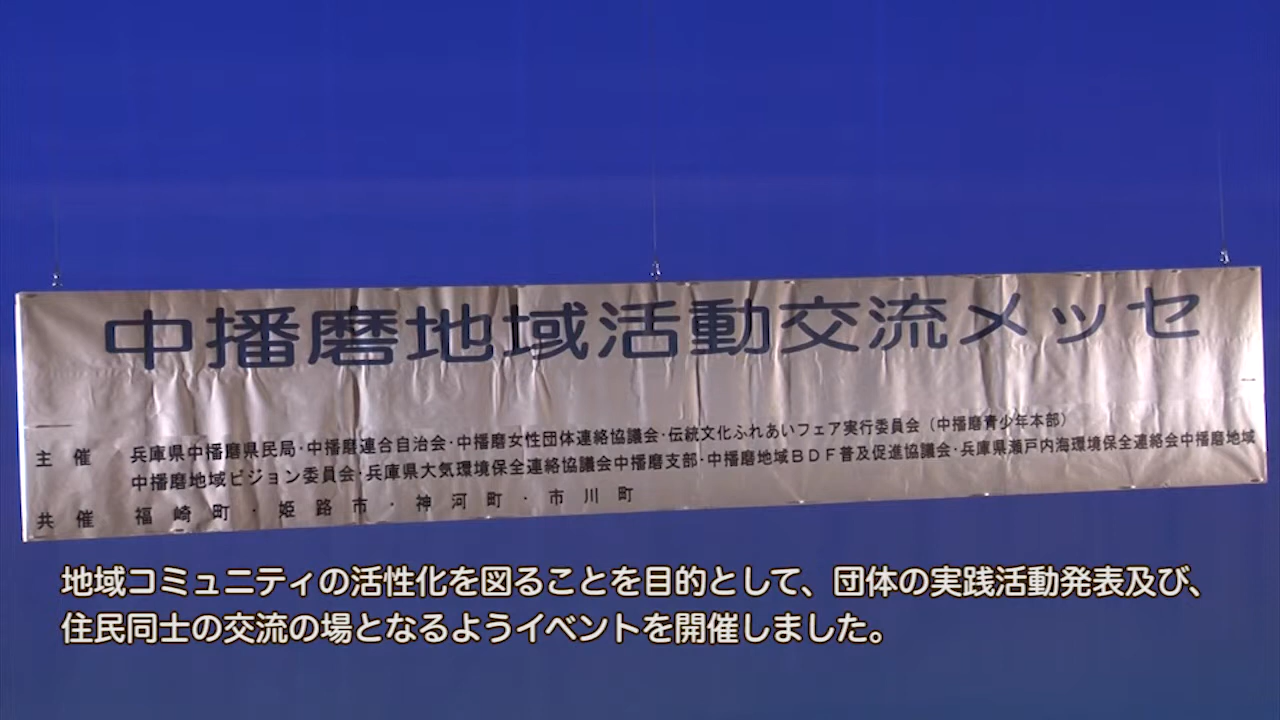 中播磨地域活動交流メッセ
主催 兵庫県中播磨県民局・中播磨連合自治会・中播磨女性団体連絡協議会・伝統文化ふれあいフェア実行委員会（中播磨青少年本部）
中播磨地域ビジョン委員会・兵庫県大気環境保全連絡協議会中播磨支部・中播磨地域BDF普及促進協議会・兵庫県瀬戸内海環境保全連絡会中播磨地域
共催 福崎町・姫路市・神河町・市川町
地域コミュニティの活性化を図ることを目的として、団体の実践活動発表及び、
住民同士の交流の場となるようイベントを開催しました。